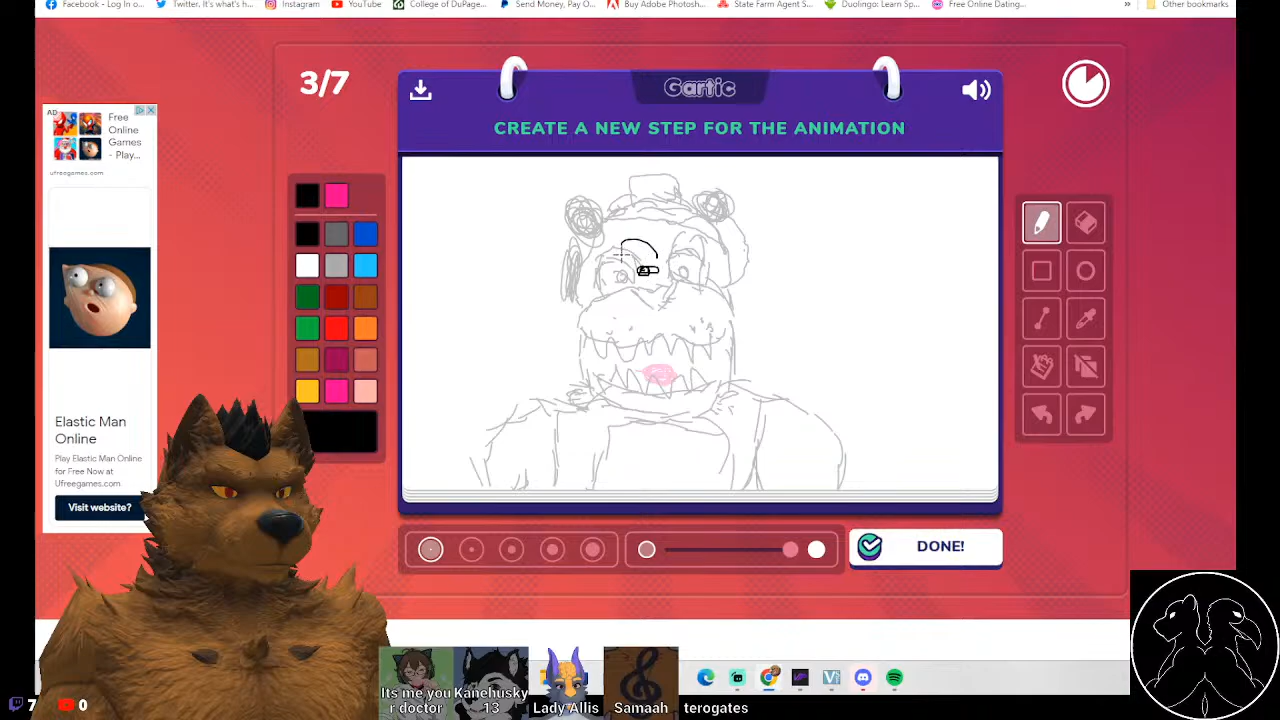 Facebook - Log In o...
Twitter. It's what's h...
Instagram
YouTube
College of DuPage...
Send Money, Pay O...
Buy Adobe Photosh...
State Farm Agent S...
Duolingo: Learn Sp...
Free Online Dating...
»
Other bookmarks
3/7
Gartic
CREATE A NEW STEP FOR THE ANIMATION
AD
Free
Online
Games
- Play...
ufreegames.com
Elastic Man
Online
Play Elastic Man Online
for Free Now at
Ufreegames.com
Visit website?
DONE!
Its me you
r doctor
Kanehusky
13
Lady Allis
Samaah
terogates
7
0